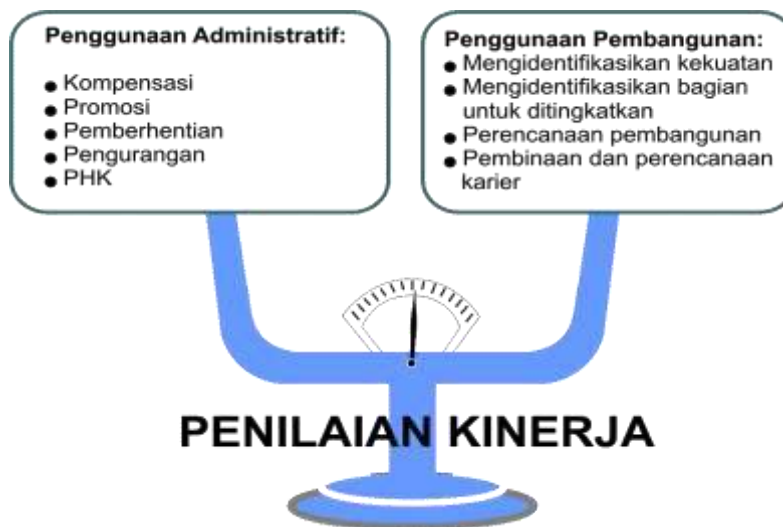 Penggunaan Administratif:
● Kompensasi
● Promosi
● Pemberhentian
● Pengurangan
● PHK
Penggunaan Pembangunan:
● Mengidentifikasikan kekuatan
● Mengidentifikasikan bagian
untuk ditingkatkan
● Perencanaan pembangunan
● Pembinaan dan perencanaan
karier
PENILAIAN KINERJA